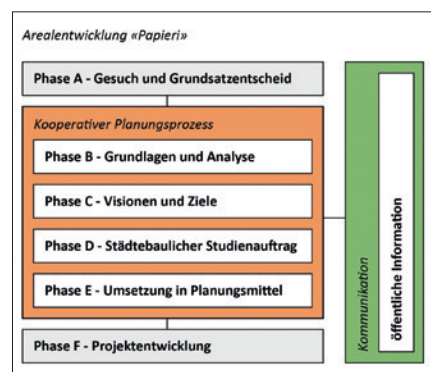 Arealentwicklung «Papieri»
Phase A - Gesuch und Grundsatzentscheid
Kooperativer Planungsprozess
Phase B - Grundlagen und Analyse
Phase C - Visionen und Ziele
Phase D - Städtebaulicher Studienauftrag
Phase E - Umsetzung in Planungsmittel
Phase F - Projektentwicklung
Kommunikation
öffentliche Information